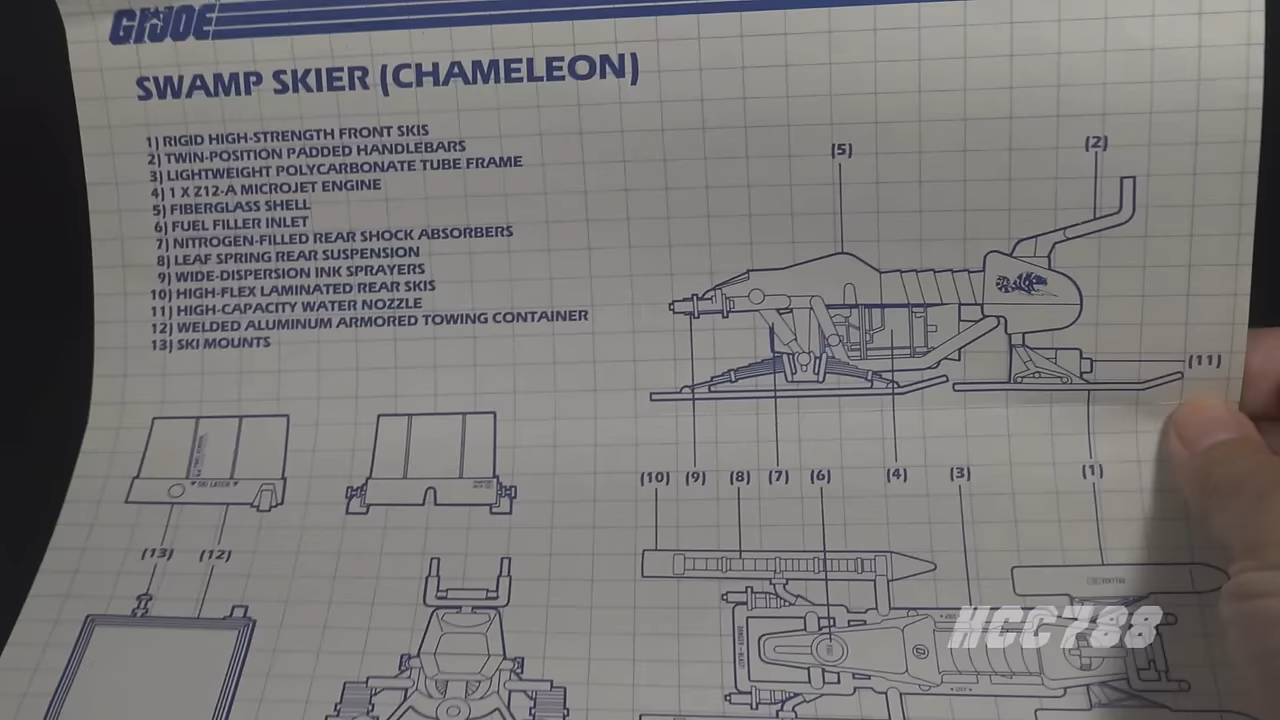 GIJOE
SWAMP SKIER (CHAMELEON)
1) RIGID HIGH-STRENGTH FRONT SKIS
2) TWIN-POSITION PADDED HANDLEBARS
3) LIGHTWEIGHT POLYCARBONATE TUBE FRAME
4) 1 X Z12-A MICROJET ENGINE
5) FIBERGLASS SHELL
6) FUEL FILLER INLET
7) NITROGEN-FILLED REAR SHOCK ABSORBERS
8) LEAF SPRING REAR SUSPENSION
9) WIDE-DISPERSION INK SPRAYERS
10) HIGH-FLEX LAMINATED REAR SKIS
11) HIGH-CAPACITY WATER NOZZLE
12) WELDED ALUMINUM ARMORED TOWING CONTAINER
13) SKI MOUNTS
(5)
(2)
(11)
(10) (9) (8) (7) (6) (4) (3) (1)
▼ SKI LATCH ▼
(13) (12)
HCC788